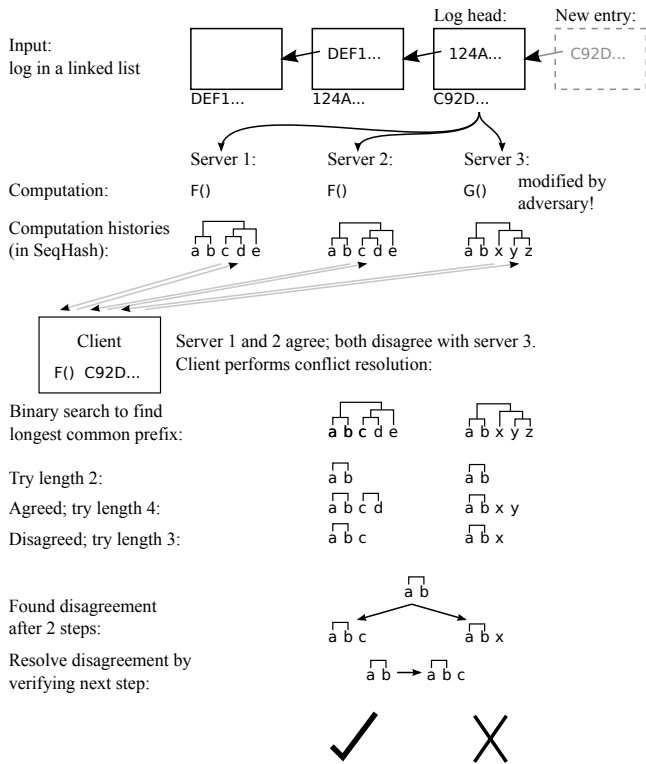 Log head: New entry:
Input:
log in a linked list
DEF1... 124A... C92D...
DEF1... 124A... C92D...
Server 1: Server 2: Server 3:
Computation: F() F() G() modified by
adversary!
Computation histories
(in SeqHash): a b c d e a b c d e a b x y z
Client
F() C92D...
Server 1 and 2 agree; both disagree with server 3.
Client performs conflict resolution:
Binary search to find
longest common prefix: a b c d e a b x y z
Try length 2: a b a b
Agreed; try length 4: a b c d a b x y
Disagreed; try length 3: a b c a b x
a b
Found disagreement
after 2 steps: a b c a b x
Resolve disagreement by
verifying next step: a b a b c